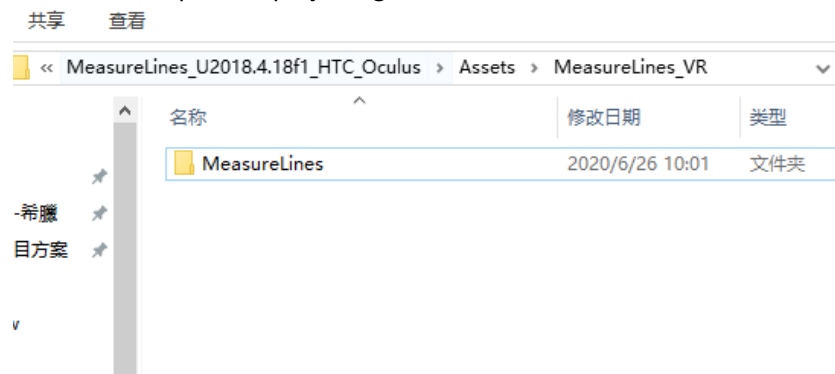 共享 查看
« MeasureLines_U2018.4.18f1_HTC_Oculus > Assets > MeasureLines_VR
名称 修改日期 类型
MeasureLines 2020/6/26 10:01 文件夹
-希臘
目方案